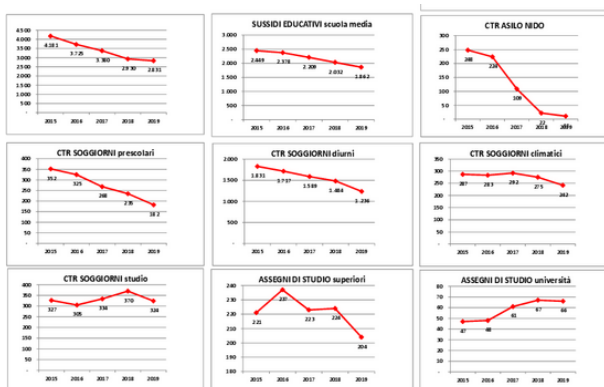 4.500
4.000
3.500
3.000
2.500
2.000
1.500
1.000
500
-
4.181 3.725 3.380 2.930 2.831
2015 2016 2017 2018 2019
SUSSIDI EDUCATIVI scuola media
3.000
2.500
2.000
1.500
1.000
500
-
2.449 2.376 2.209 2.032 1.862
2015 2016 2017 2018 2019
CTR ASILO NIDO
300
250
200
150
100
50
0
248 224 109 22
2015 2016 2017 2018 2019
CTR SOGGIORNI prescolari
400
350
300
250
200
150
100
50
-
352 325 268 235 182
2015 2016 2017 2018 2019
CTR SOGGIORNI diurni
2.000
1.500
1.000
500
-
1.831 1.717 1.589 1.484 1.236
2015 2016 2017 2018 2019
CTR SOGGIORNI climatici
350
300
250
200
150
100
50
-
287 283 292 275 242
2015 2016 2017 2018 2019
CTR SOGGIORNI studio
400
350
300
250
200
150
100
50
-
327 305 334 370 324
2015 2016 2017 2018 2019
ASSEGNI DI STUDIO superiori
240
230
220
210
200
190
180
221 237 223 224 204
2015 2016 2017 2018 2019
ASSEGNI DI STUDIO università
80
70
60
50
40
30
20
10
-
47 48 61 67 66
2015 2016 2017 2018 2019